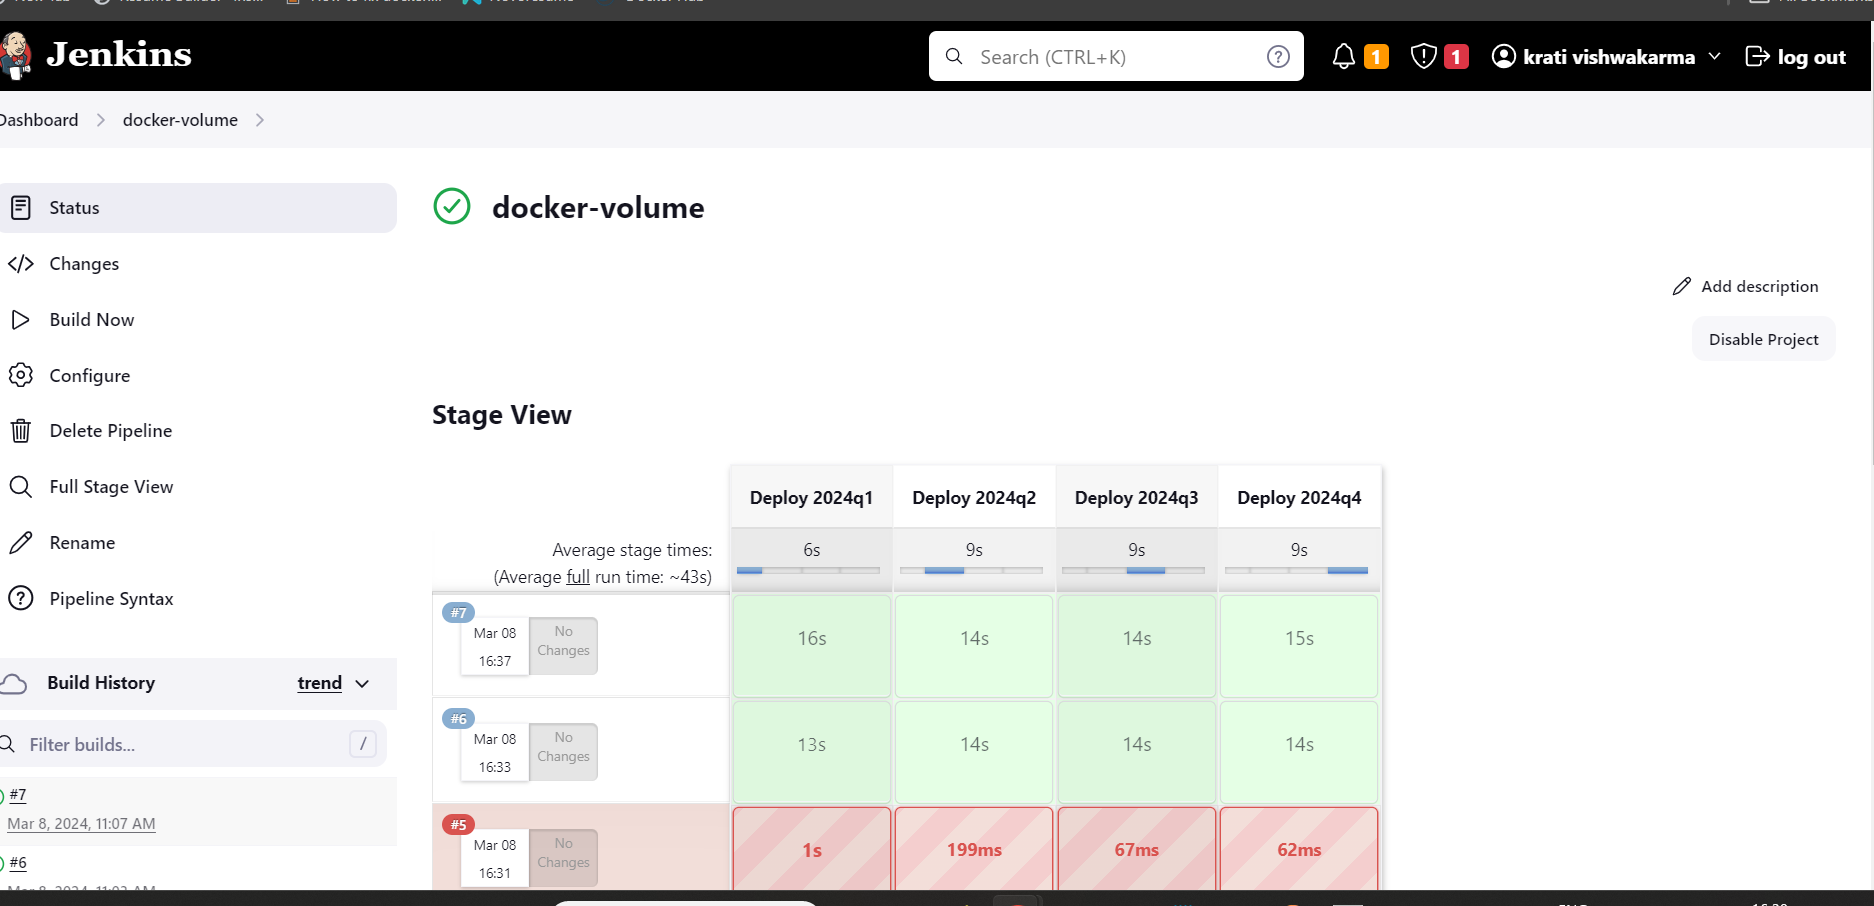 Jenkins
Search (CTRL+K)
1
1
krati vishwakarma
log out
Dashboard
docker-volume
Status
Changes
Build Now
Configure
Delete Pipeline
Full Stage View
Rename
Pipeline Syntax
Build History
trend
Filter builds...
/
#7
Mar 8, 2024, 11:07 AM
#6
docker-volume
Add description
Disable Project
Stage View
Deploy 2024q1 Deploy 2024q2 Deploy 2024q3 Deploy 2024q4
Average stage times:
(Average full run time: ~43s)
6s 9s 9s 9s
#7
Mar 08
16:37
No
Changes
16s 14s 14s 15s
#6
Mar 08
16:33
No
Changes
13s 14s 14s 14s
#5
Mar 08
16:31
No
Changes
1s 199ms 67ms 62ms